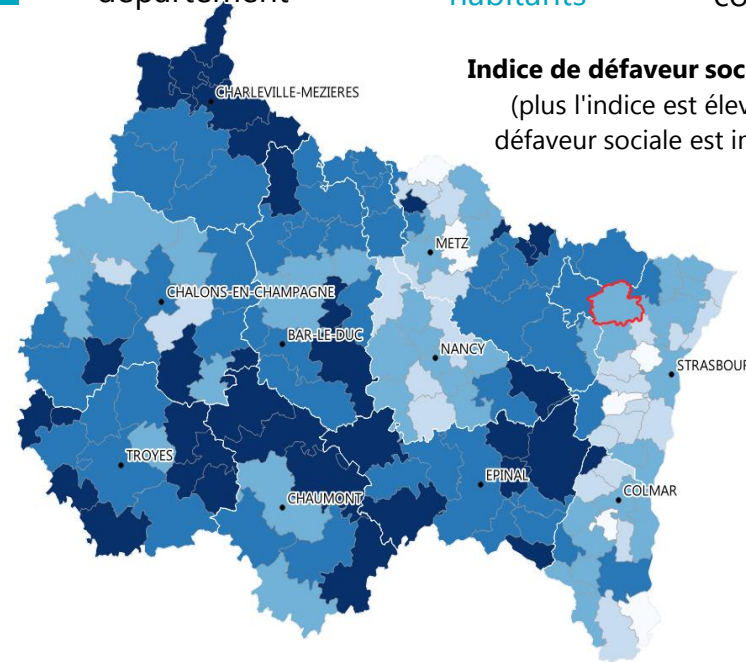 département
habitants
co
Indice de défaveur soc
(plus l'indice est élev
défaveur sociale est in
CHARLEVILLE-MEZIERES
METZ
CHALONS-EN-CHAMPAGNE
BAR-LE-DUC
NANCY
STRASBOUR
TROYES
EPINAL
CHAUMONT
COLMAR